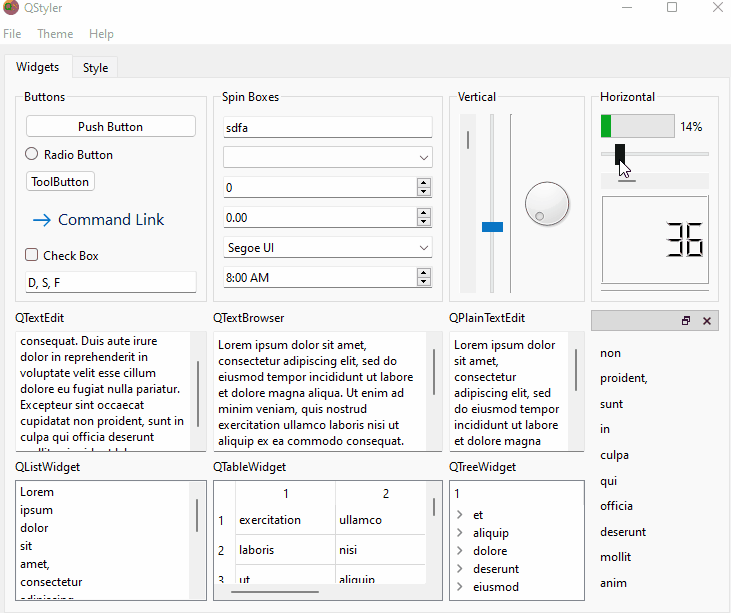 QStyler
File Theme Help
Widgets Style
Buttons
Push Button
Radio Button
ToolButton
Command Link
Check Box
D, S, F
Spin Boxes
sdfa
0
0.00
Segoe UI
8:00 AM
Vertical
Horizontal
14%
36
QTextEdit
consequat. Duis aute irure
dolor in reprehenderit in
voluptate velit esse cillum
dolore eu fugiat nulla pariatur.
Excepteur sint occaecat
cupidatat non proident, sunt in
culpa qui officia deserunt
QTextBrowser
Lorem ipsum dolor sit amet,
consectetur adipiscing elit, sed do
eiusmod tempor incididunt ut labore
et dolore magna aliqua. Ut enim ad
minim veniam, quis nostrud
exercitation ullamco laboris nisi ut
aliquip ex ea commodo consequat.
QPlainTextEdit
Lorem ipsum dolor
sit amet,
consectetur
adipiscing elit, sed
do eiusmod tempor
incididunt ut labore
et dolore magna
non
proident,
sunt
in
culpa
qui
officia
deserunt
mollit
anim
QListWidget
Lorem
ipsum
dolor
sit
amet,
consectetur
adipiscing
QTableWidget
1 2
1 exercitation ullamco
2 laboris nisi
3 ut aliquip
QTreeWidget
1
et
aliquip
dolore
deserunt
eiusmod